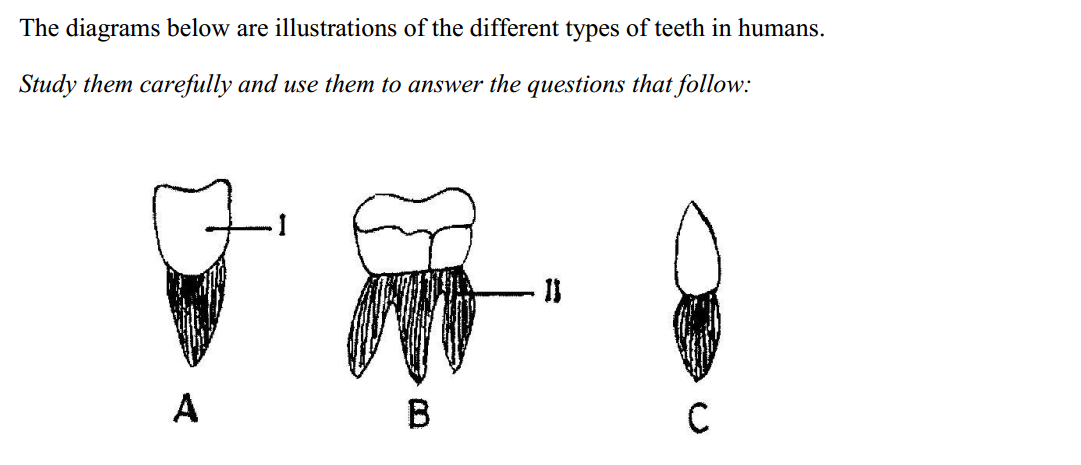 The diagrams below are illustrations of the different types of teeth in humans.
Study them carefully and use them to answer the questions that follow:
I
II
A
B
C